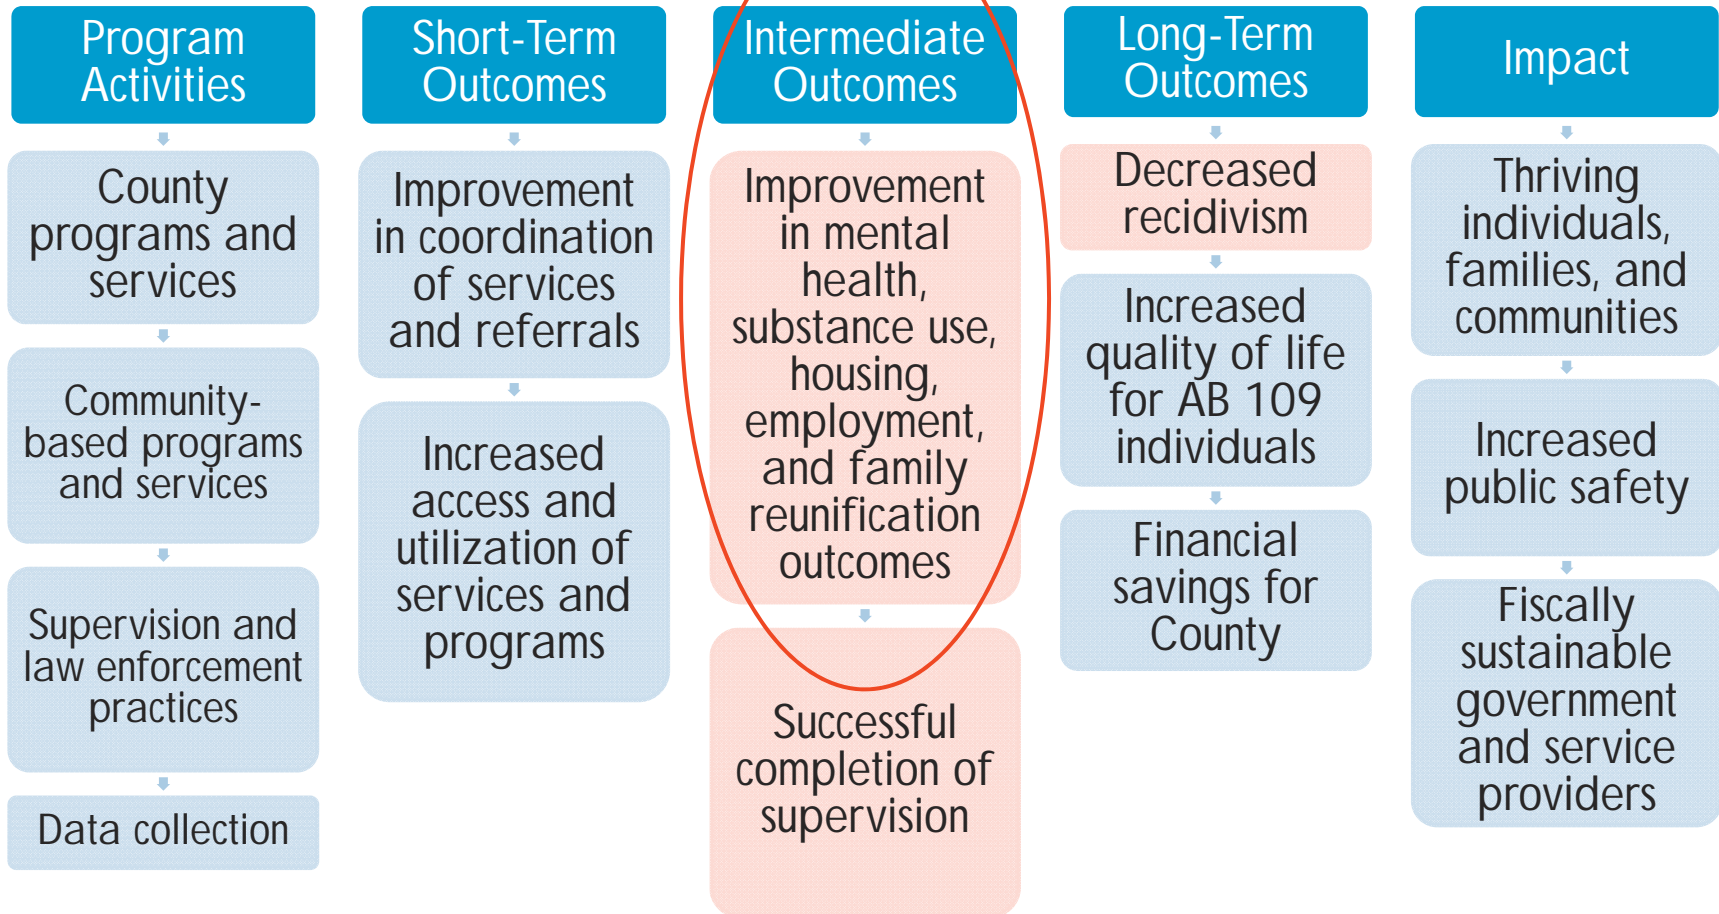 Program
Activities
County
programs and
services
Community-
based programs
and services
Supervision and
law enforcement
practices
Data collection
Short-Term
Outcomes
Improvement
in coordination
of services
and referrals
Increased
access and
utilization of
services and
programs
Intermediate
Outcomes
Improvement
in mental
health,
substance use,
housing,
employment,
and family
reunification
outcomes
Successful
completion of
supervision
Long-Term
Outcomes
Decreased
recidivism
Increased
quality of life
for AB 109
individuals
Financial
savings for
County
Impact
Thriving
individuals,
families, and
communities
Increased
public safety
Fiscally
sustainable
government
and service
providers